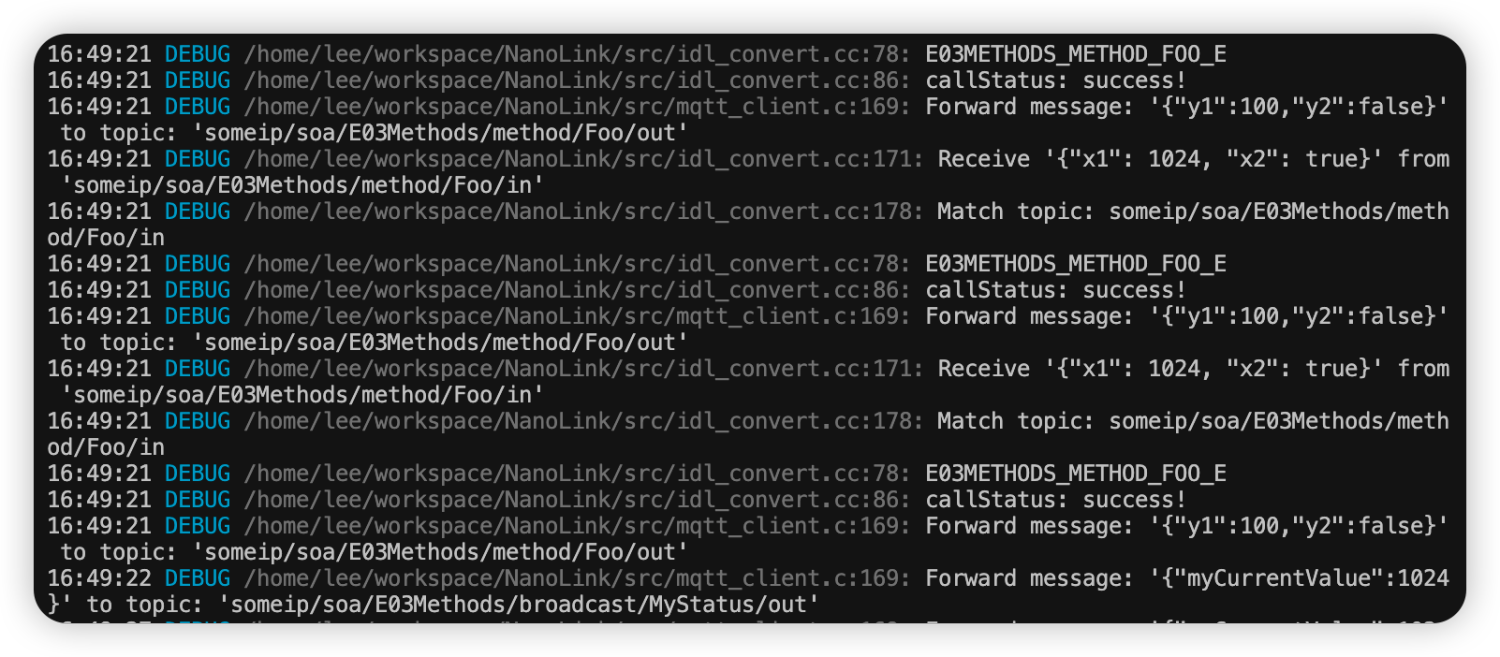 16:49:21 DEBUG /home/lee/workspace/NanoLink/src/idl_convert.cc:78: E03METHODS_METHOD_FOO_E
16:49:21 DEBUG /home/lee/workspace/NanoLink/src/idl_convert.cc:86: callStatus: success!
16:49:21 DEBUG /home/lee/workspace/NanoLink/src/mqtt_client.c:169: Forward message: '{"y1":100,"y2":false}'
 to topic: 'someip/soa/E03Methods/method/Foo/out'
16:49:21 DEBUG /home/lee/workspace/NanoLink/src/idl_convert.cc:171: Receive '{"x1": 1024, "x2": true}' from
 'someip/soa/E03Methods/method/Foo/in'
16:49:21 DEBUG /home/lee/workspace/NanoLink/src/idl_convert.cc:178: Match topic: someip/soa/E03Methods/meth
od/Foo/in
16:49:21 DEBUG /home/lee/workspace/NanoLink/src/idl_convert.cc:78: E03METHODS_METHOD_FOO_E
16:49:21 DEBUG /home/lee/workspace/NanoLink/src/idl_convert.cc:86: callStatus: success!
16:49:21 DEBUG /home/lee/workspace/NanoLink/src/mqtt_client.c:169: Forward message: '{"y1":100,"y2":false}'
 to topic: 'someip/soa/E03Methods/method/Foo/out'
16:49:21 DEBUG /home/lee/workspace/NanoLink/src/idl_convert.cc:171: Receive '{"x1": 1024, "x2": true}' from
 'someip/soa/E03Methods/method/Foo/in'
16:49:21 DEBUG /home/lee/workspace/NanoLink/src/idl_convert.cc:178: Match topic: someip/soa/E03Methods/meth
od/Foo/in
16:49:21 DEBUG /home/lee/workspace/NanoLink/src/idl_convert.cc:78: E03METHODS_METHOD_FOO_E
16:49:21 DEBUG /home/lee/workspace/NanoLink/src/idl_convert.cc:86: callStatus: success!
16:49:21 DEBUG /home/lee/workspace/NanoLink/src/mqtt_client.c:169: Forward message: '{"y1":100,"y2":false}'
 to topic: 'someip/soa/E03Methods/method/Foo/out'
16:49:22 DEBUG /home/lee/workspace/NanoLink/src/mqtt_client.c:169: Forward message: '{"myCurrentValue":1024
}' to topic: 'someip/soa/E03Methods/broadcast/MyStatus/out'